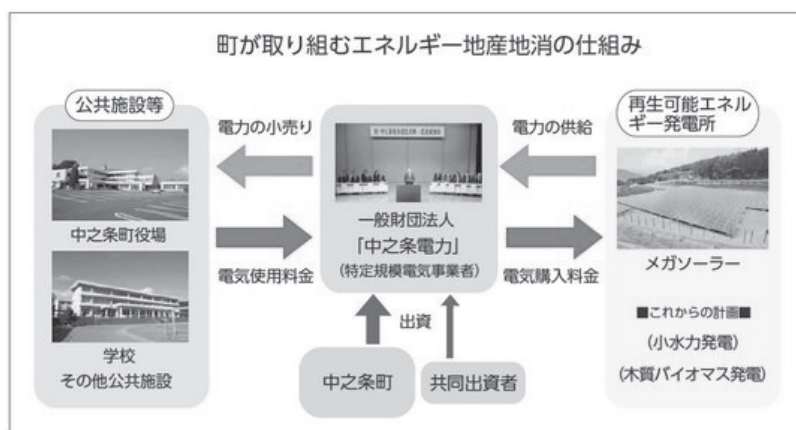 町が取り組むエネルギー地産地消の仕組み
公共施設等
中之条町役場
学校
その他公共施設
電力の小売り
電気使用料金
一般財団法人
「中之条電力」
(特定規模電気事業者)
出資
中之条町
共同出資者
電力の供給
電気購入料金
再生可能エネル
ギー発電所
メガソーラー
■これからの計画■
(小水力発電)
(木質バイオマス発電)